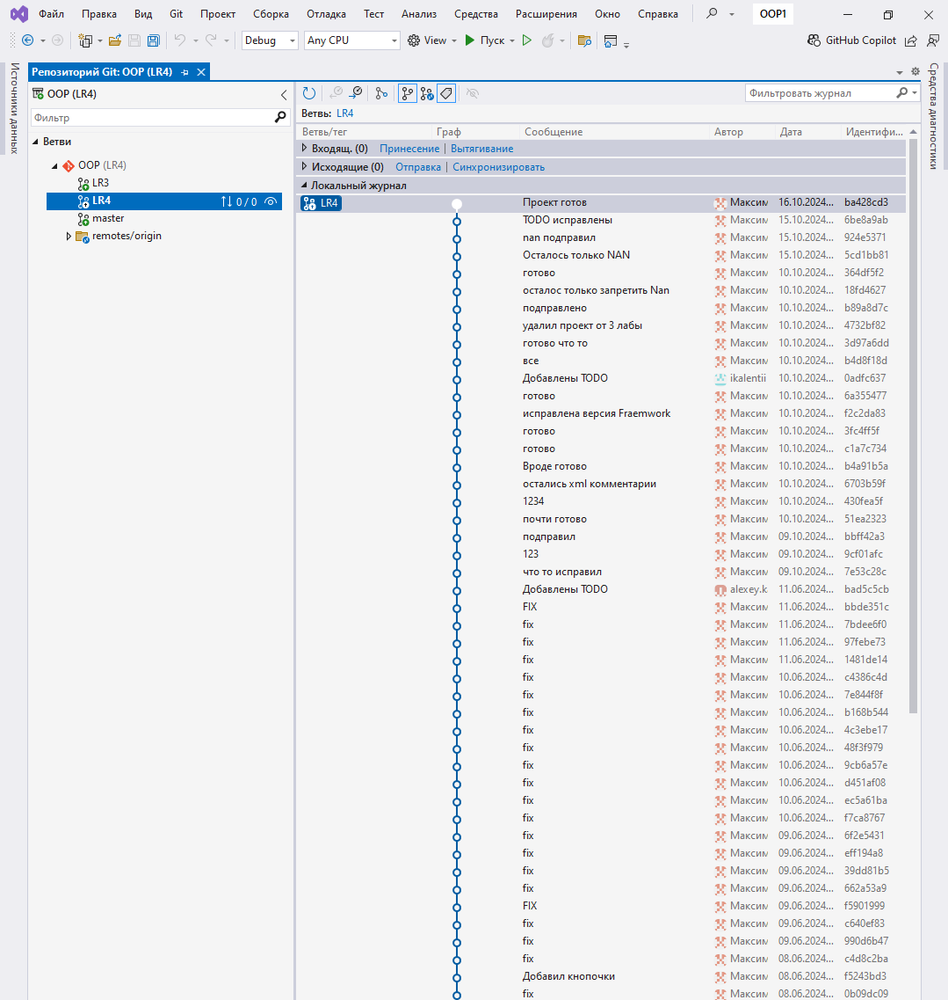 Файл Правка Вид Git Проект Сборка Отладка Тест Анализ Средства Расширения Окно Справка OOP1
Debug Any CPU View Пуск GitHub Copilot
Источники данных
Средства диагностики
Репозиторий Git: OOP (LR4)
OOP (LR4)
Фильтр
Ветви
OOP (LR4)
LR3
LR4 0 / 0
master
remotes/origin
Фильтровать журнал
Ветвь: LR4
Ветвь/тег Граф Сообщение Автор Дата Идентифи...
Входящ. (0) Принесение | Вытягивание
Исходящие (0) Отправка | Синхронизировать
Локальный журнал
LR4 Проект готов Максим 16.10.2024... ba428cd3
TODO исправлены Максим 15.10.2024... 6be8a9ab
nan подправил Максим 15.10.2024... 924e5371
Осталось только NAN Максим 15.10.2024... 5cd1bb81
готово Максим 10.10.2024... 364df5f2
осталос только запретить Nan Максим 10.10.2024... 18fd4627
подправлено Максим 10.10.2024... b89a8d7c
удалил проект от 3 лабы Максим 10.10.2024... 4732bf82
готово что то Максим 10.10.2024... 3d97a6dd
все Максим 10.10.2024... b4d8f18d
Добавлены TODO ikalentii 10.10.2024... 0adfc637
готово Максим 10.10.2024... 6a355477
исправлена версия Fraemwork Максим 10.10.2024... f2c2da83
готово Максим 10.10.2024... 3fc4ff5f
готово Максим 10.10.2024... c1a7c734
Вроде готово Максим 10.10.2024... b4a91b5a
остались xml комментарии Максим 10.10.2024... 6703b59f
1234 Максим 10.10.2024... 430fea5f
почти готово Максим 10.10.2024... 51ea2323
подправил Максим 09.10.2024... bbff42a3
123 Максим 09.10.2024... 9cf01afc
что то исправил Максим 09.10.2024... 7e53c28c
Добавлены TODO alexey.k 11.06.2024... bad5c5cb
FIX Максим 11.06.2024... bbde351c
fix Максим 11.06.2024... 7bdee6f0
fix Максим 11.06.2024... 97febe73
fix Максим 11.06.2024... 1481de14
fix Максим 10.06.2024... c4386c4d
fix Максим 10.06.2024... 7e844f8f
fix Максим 10.06.2024... b168b544
fix Максим 10.06.2024... 4c3ebe17
fix Максим 10.06.2024... 48f3f979
fix Максим 10.06.2024... 9cb6a57e
fix Максим 10.06.2024... d451af08
fix Максим 10.06.2024... ec5a61ba
fix Максим 10.06.2024... f7ca8767
fix Максим 09.06.2024... 6f2e5431
fix Максим 09.06.2024... eff194a8
fix Максим 09.06.2024... 39dd81b5
fix Максим 09.06.2024... 662a53a9
FIX Максим 09.06.2024... f5901999
fix Максим 09.06.2024... c640ef83
fix Максим 09.06.2024... 990d6b47
fix Максим 08.06.2024... c4d8c2ba
Добавил кнопочки Максим 08.06.2024... f5243bd3
fix Максим 08.06.2024... 0b09dc09